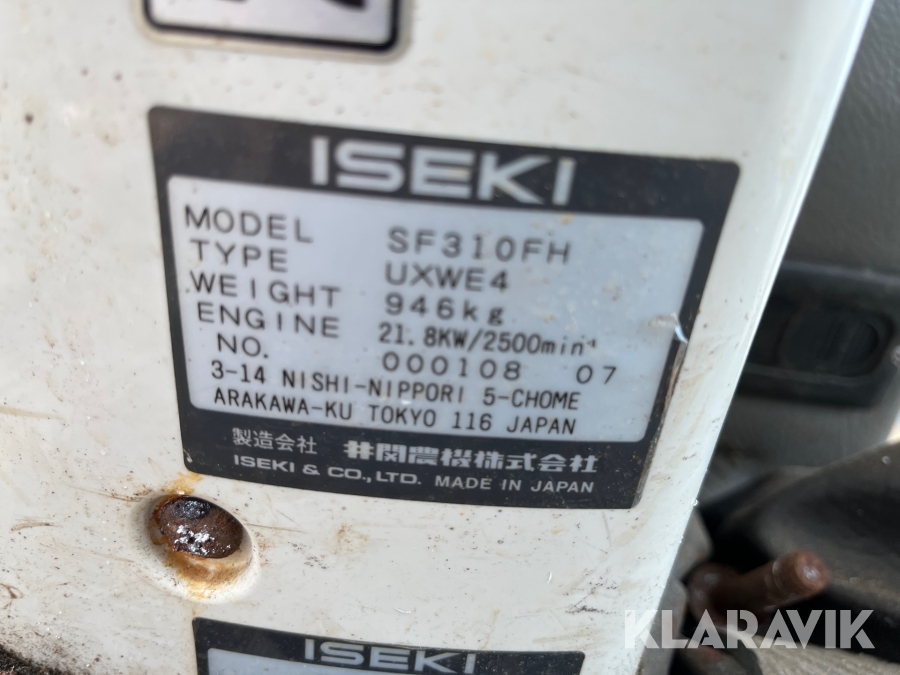 ISEKI
MODEL SF310FH
TYPE UXWE4
WEIGHT 946kg
ENGINE 21.8KW/2500min⁻¹
NO. 000108 07
3-14 NISHI-NIPPORI 5-CHOME
ARAKAWA-KU TOKYO 116 JAPAN
製造会社 井関農機株式会社
ISEKI & CO., LTD. MADE IN JAPAN
ISEKI
KLARAVIK